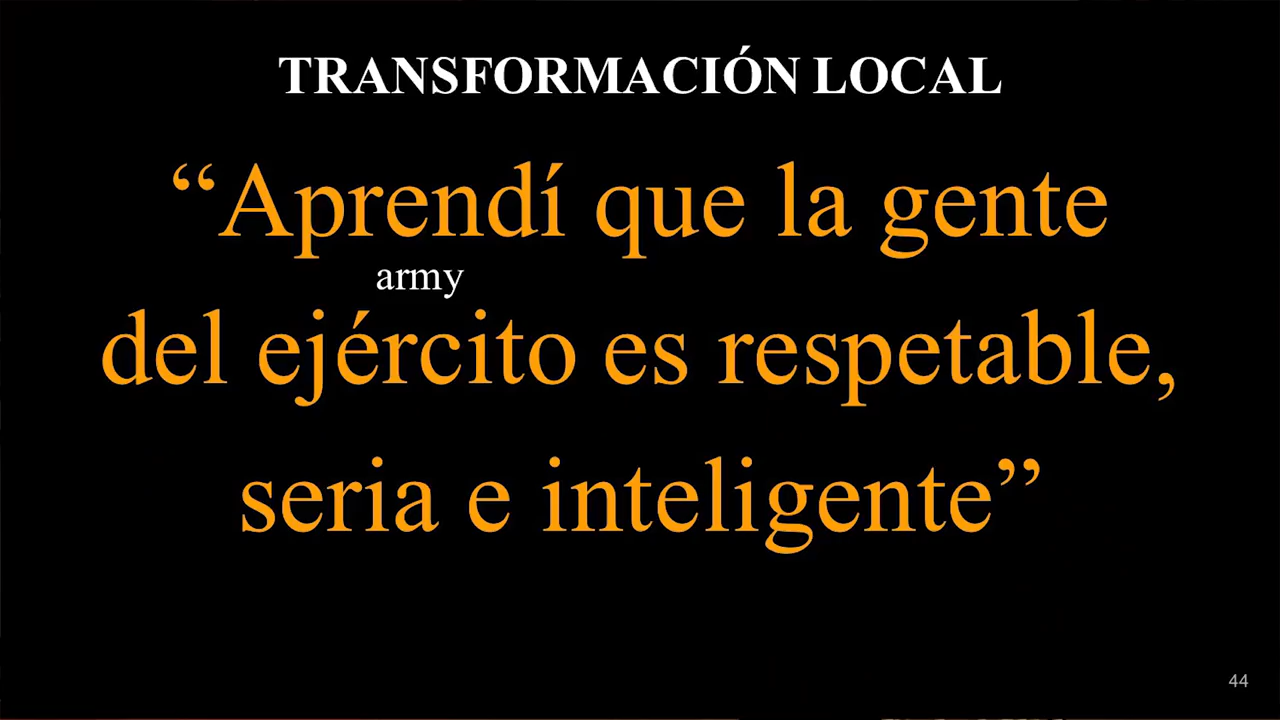 TRANSFORMACIÓN LOCAL
“Aprendí que la gente
army
del ejército es respetable,
seria e inteligente”
44